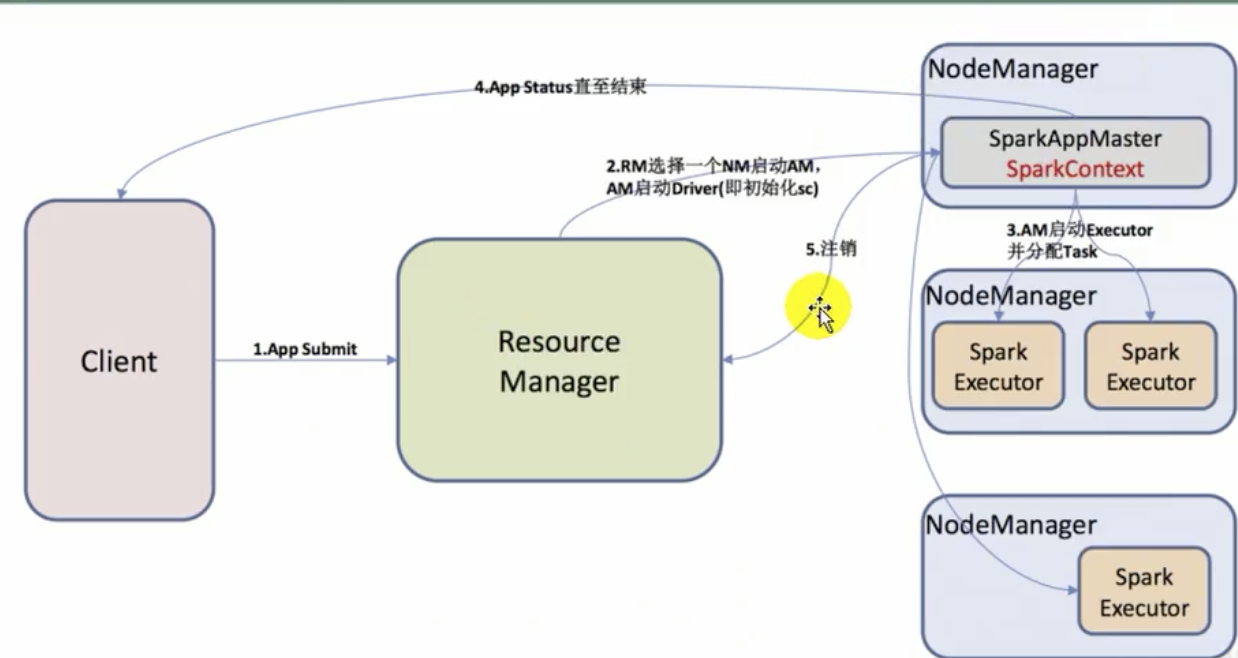 NodeManager
4.App Status直至结束
SparkAppMaster
SparkContext
2.RM选择一个NM启动AM，
AM启动Driver(即初始化sc)
3.AM启动Executor
并分配Task
5.注销
NodeManager
Client
1.App Submit
Resource
Manager
Spark
Executor
Spark
Executor
NodeManager
Spark
Executor